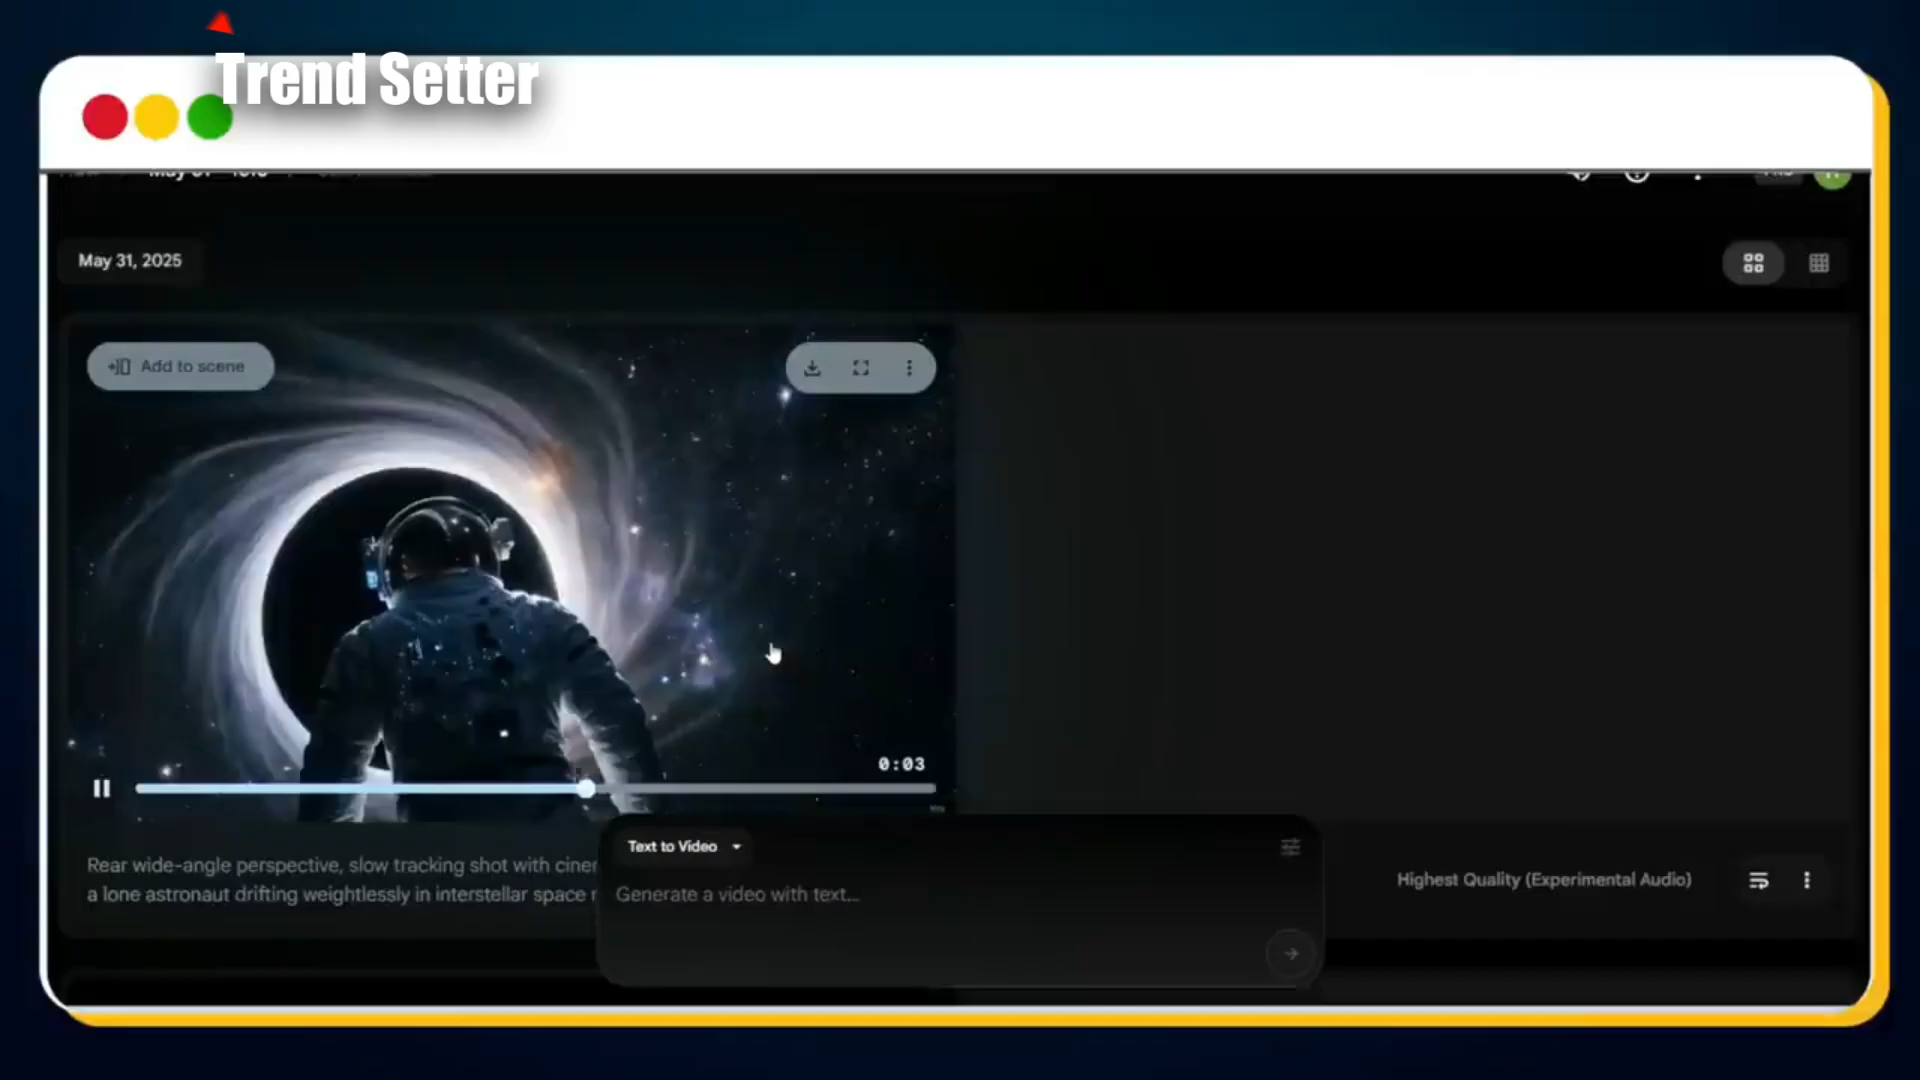 Trend Setter
May 31, 2025
Add to scene
0:03
Rear wide-angle perspective, slow tracking shot with
a lone astronaut drifting weightlessly in interstellar space
Text to Video
Generate a video with text...
Highest Quality (Experimental Audio)